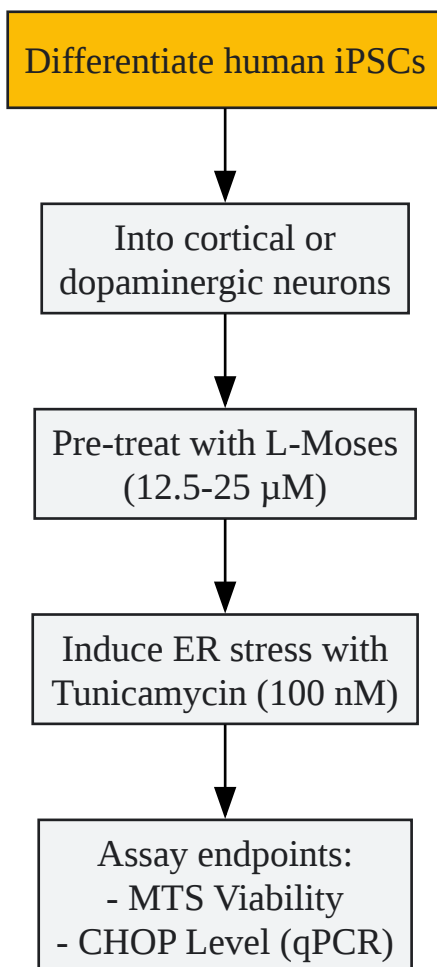 Differentiate human iPSCs
Into cortical or
dopaminergic neurons
Pre-treat with L-Moses
(12.5-25 µM)
Induce ER stress with
Tunicamycin (100 nM)
Assay endpoints:
- MTS Viability
- CHOP Level (qPCR)